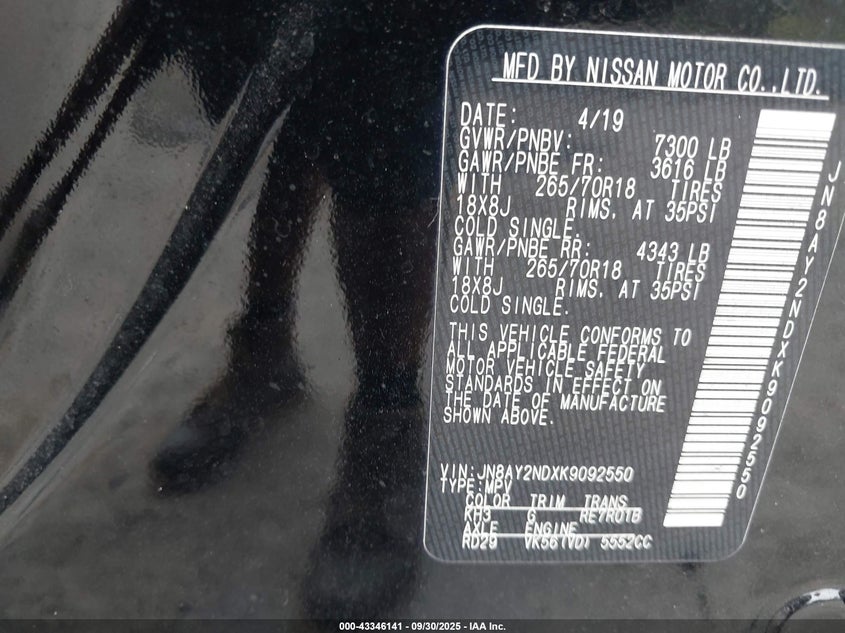 MFD BY NISSAN MOTOR CO.,LTD.
DATE: 4/19
GVWR/PNBV: 7300 LB
GAWR/PNBE FR: 3616 LB
WITH 265/70R18 TIRES
18X8J RIMS. AT 35PSI
COLD SINGLE.
GAWR/PNBE RR: 4343 LB
WITH 265/70R18 TIRES
18X8J RIMS. AT 35PSI
COLD SINGLE.
THIS VEHICLE CONFORMS TO
ALL APPLICABLE FEDERAL
MOTOR VEHICLE SAFETY
STANDARDS IN EFFECT ON
THE DATE OF MANUFACTURE
SHOWN ABOVE.
VIN:JN8AY2NDXK9092550
TYPE:MPV
COLOR TRIM TRANS
KH3 G RE7R01B
AXLE ENGINE
RD29 VK56(VD) 5552CC
JN8AY2NDXK9092550
000-43346141 - 09/30/2025 - IAA Inc.